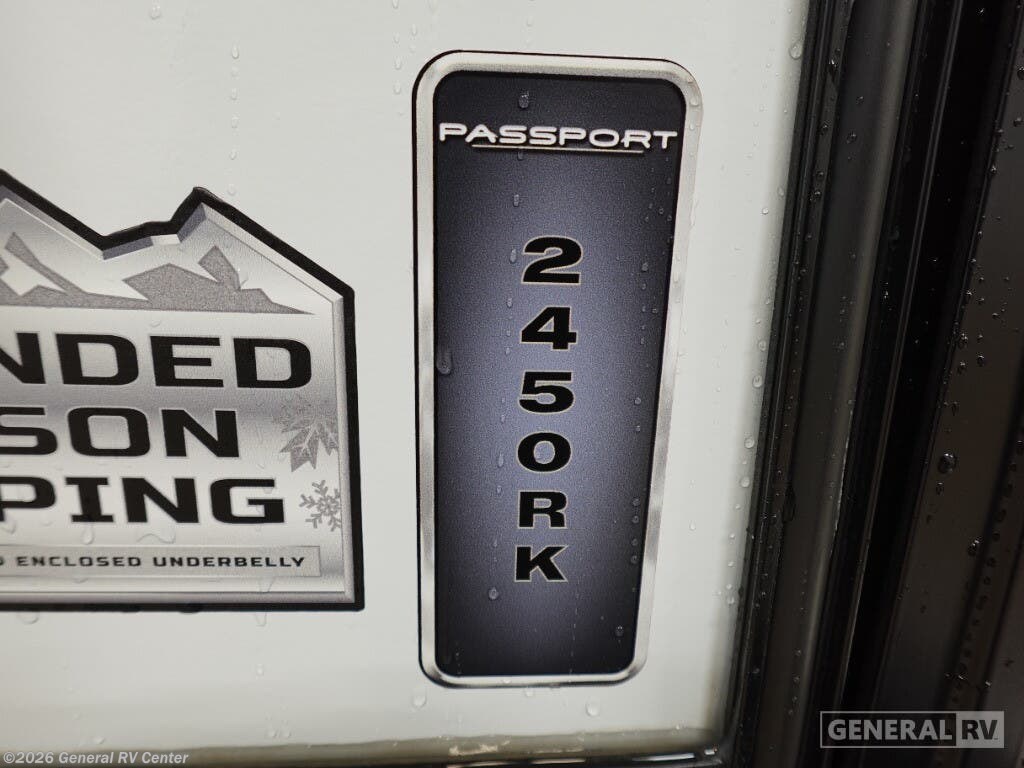 PASSPORT
2
4
5
0
R
K
NDED
SON
PING
ENCLOSED UNDERBELLY
GENERAL RV
©2026 General RV Center